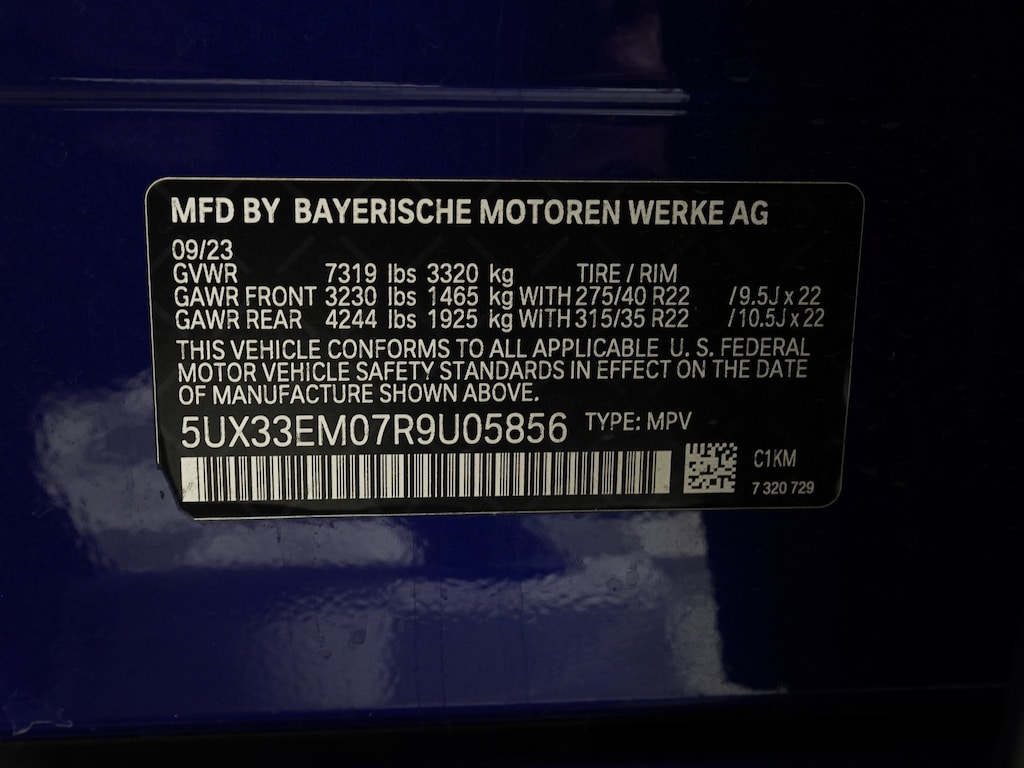 MFD BY BAYERISCHE MOTOREN WERKE AG
09/23
GVWR 7319 lbs 3320 kg TIRE / RIM
GAWR FRONT 3230 lbs 1465 kg WITH 275/40 R22 / 9.5J x 22
GAWR REAR 4244 lbs 1925 kg WITH 315/35 R22 / 10.5J x 22
THIS VEHICLE CONFORMS TO ALL APPLICABLE U. S. FEDERAL
MOTOR VEHICLE SAFETY STANDARDS IN EFFECT ON THE DATE
OF MANUFACTURE SHOWN ABOVE.
5UX33EM07R9U05856 TYPE: MPV
C1KM
7 320 729